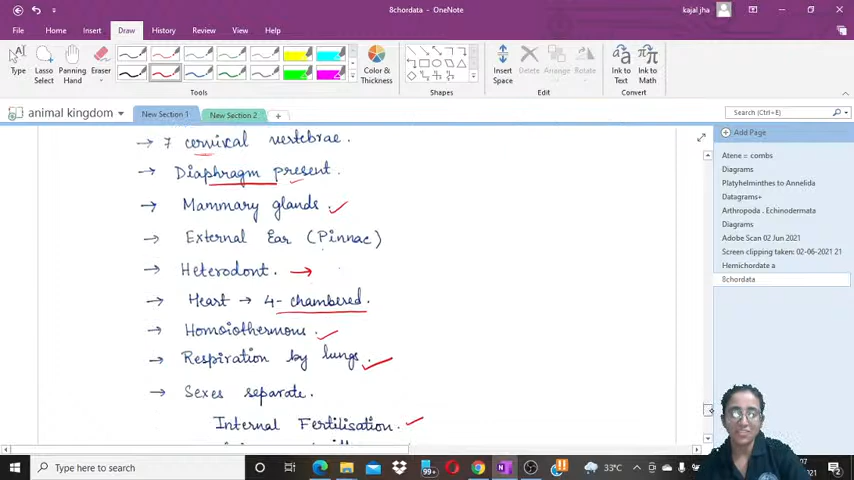 8chordata - OneNote
kajal jha
File Home Insert Draw History Review View Help
Type
Lasso Select
Panning Hand
Eraser
Color & Thickness
Insert Space
Delete
Arrange
Rotate
Ink to Text
Ink to Math
Tools
Shapes
Edit
Convert
animal kingdom
New Section 1
New Section 2
Search (Ctrl+E)
Add Page
Atene = combs
Diagrams
Platyhelminthes to Annelida
Datagrams+
Arthropoda . Echinodermata
Diagrams
Adobe Scan 02 Jun 2021
Screen clipping taken: 02-06-2021 21
Hemichordate a
8chordata
→ 7 cervixal vertebrae.
→ Diaphragm present.
→ Mammary glands
→ External Ear (Pinnac)
→ Heterodont. →
→ Heart → 4-chambered.
→ Homoiothermous
→ Respiration by lungs.
→ Sexes separate.
Internal Fertilisation.
Type here to search
99+
33°C